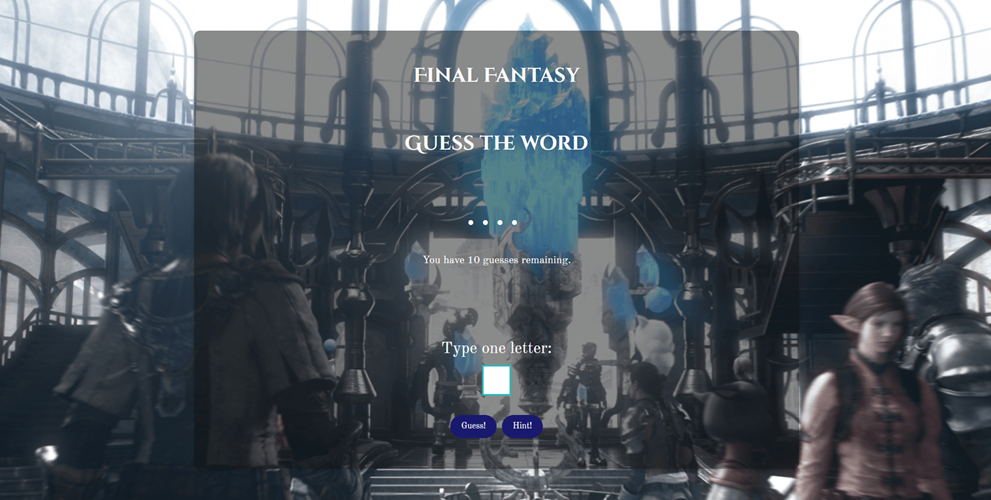 Final Fantasy
Guess the word
● ● ● ●
You have 10 guesses remaining.
Type one letter:
Guess! Hint!